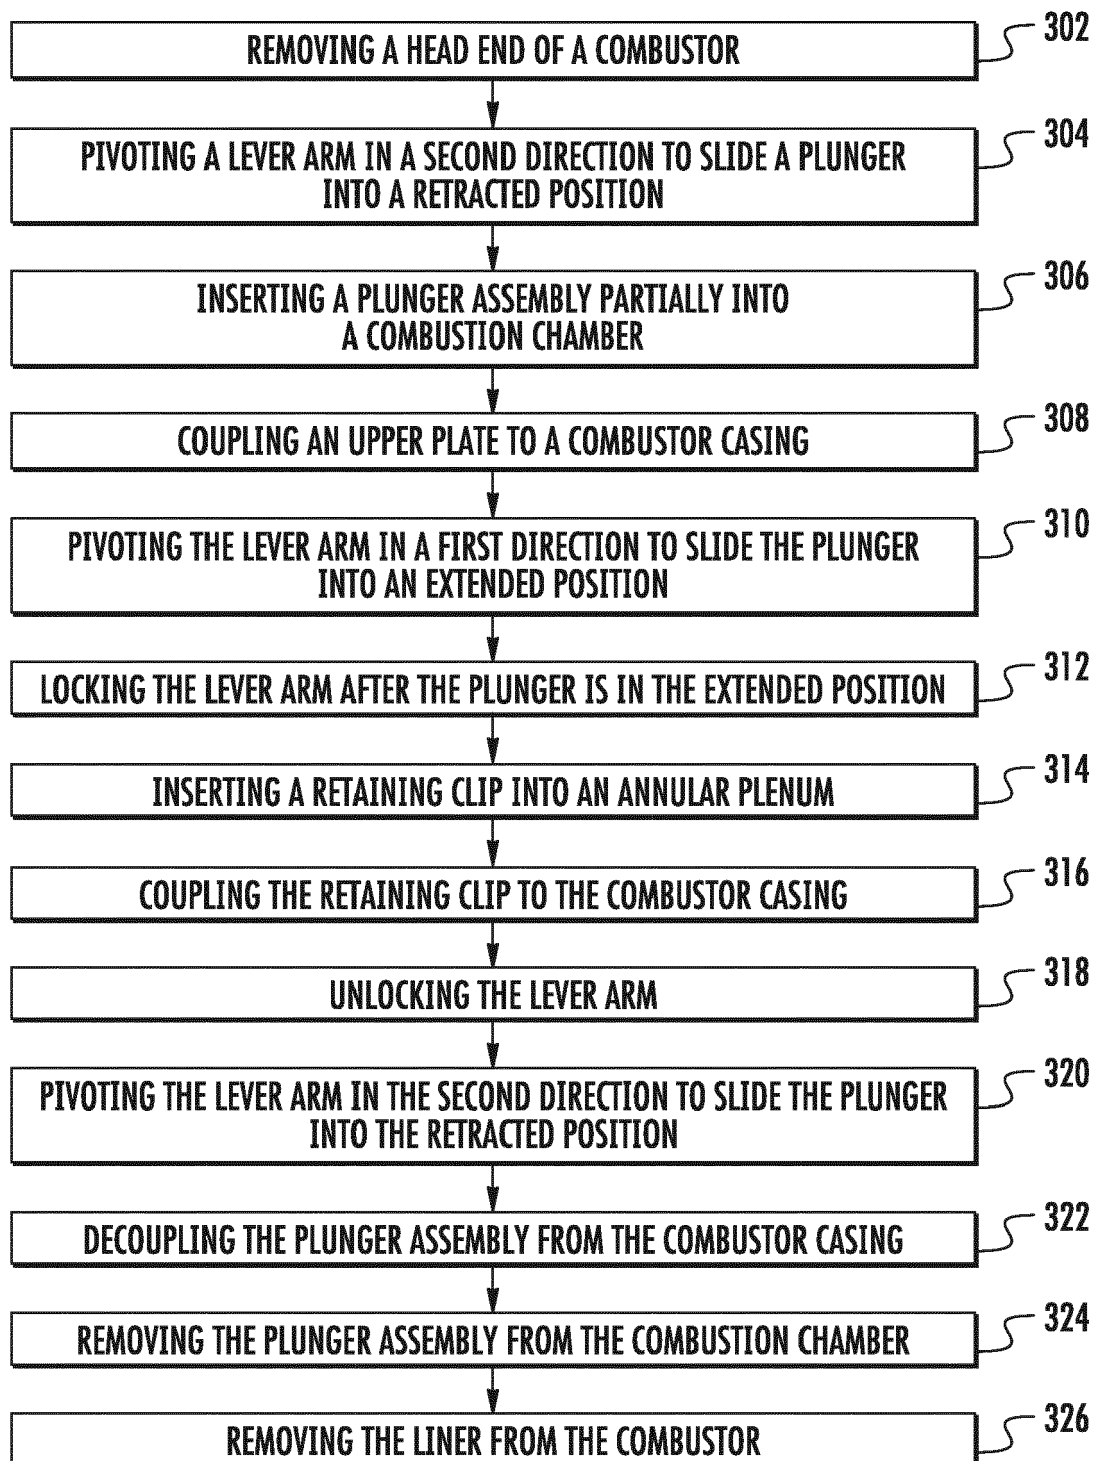 302
REMOVING A HEAD END OF A COMBUSTOR
304
PIVOTING A LEVER ARM IN A SECOND DIRECTION TO SLIDE A PLUNGER
INTO A RETRACTED POSITION
306
INSERTING A PLUNGER ASSEMBLY PARTIALLY INTO
A COMBUSTION CHAMBER
308
COUPLING AN UPPER PLATE TO A COMBUSTOR CASING
310
PIVOTING THE LEVER ARM IN A FIRST DIRECTION TO SLIDE THE PLUNGER
INTO AN EXTENDED POSITION
312
LOCKING THE LEVER ARM AFTER THE PLUNGER IS IN THE EXTENDED POSITION
314
INSERTING A RETAINING CLIP INTO AN ANNULAR PLENUM
316
COUPLING THE RETAINING CLIP TO THE COMBUSTOR CASING
318
UNLOCKING THE LEVER ARM
320
PIVOTING THE LEVER ARM IN THE SECOND DIRECTION TO SLIDE THE PLUNGER
INTO THE RETRACTED POSITION
322
DECOUPLING THE PLUNGER ASSEMBLY FROM THE COMBUSTOR CASING
324
REMOVING THE PLUNGER ASSEMBLY FROM THE COMBUSTION CHAMBER
326
REMOVING THE LINER FROM THE COMBUSTOR